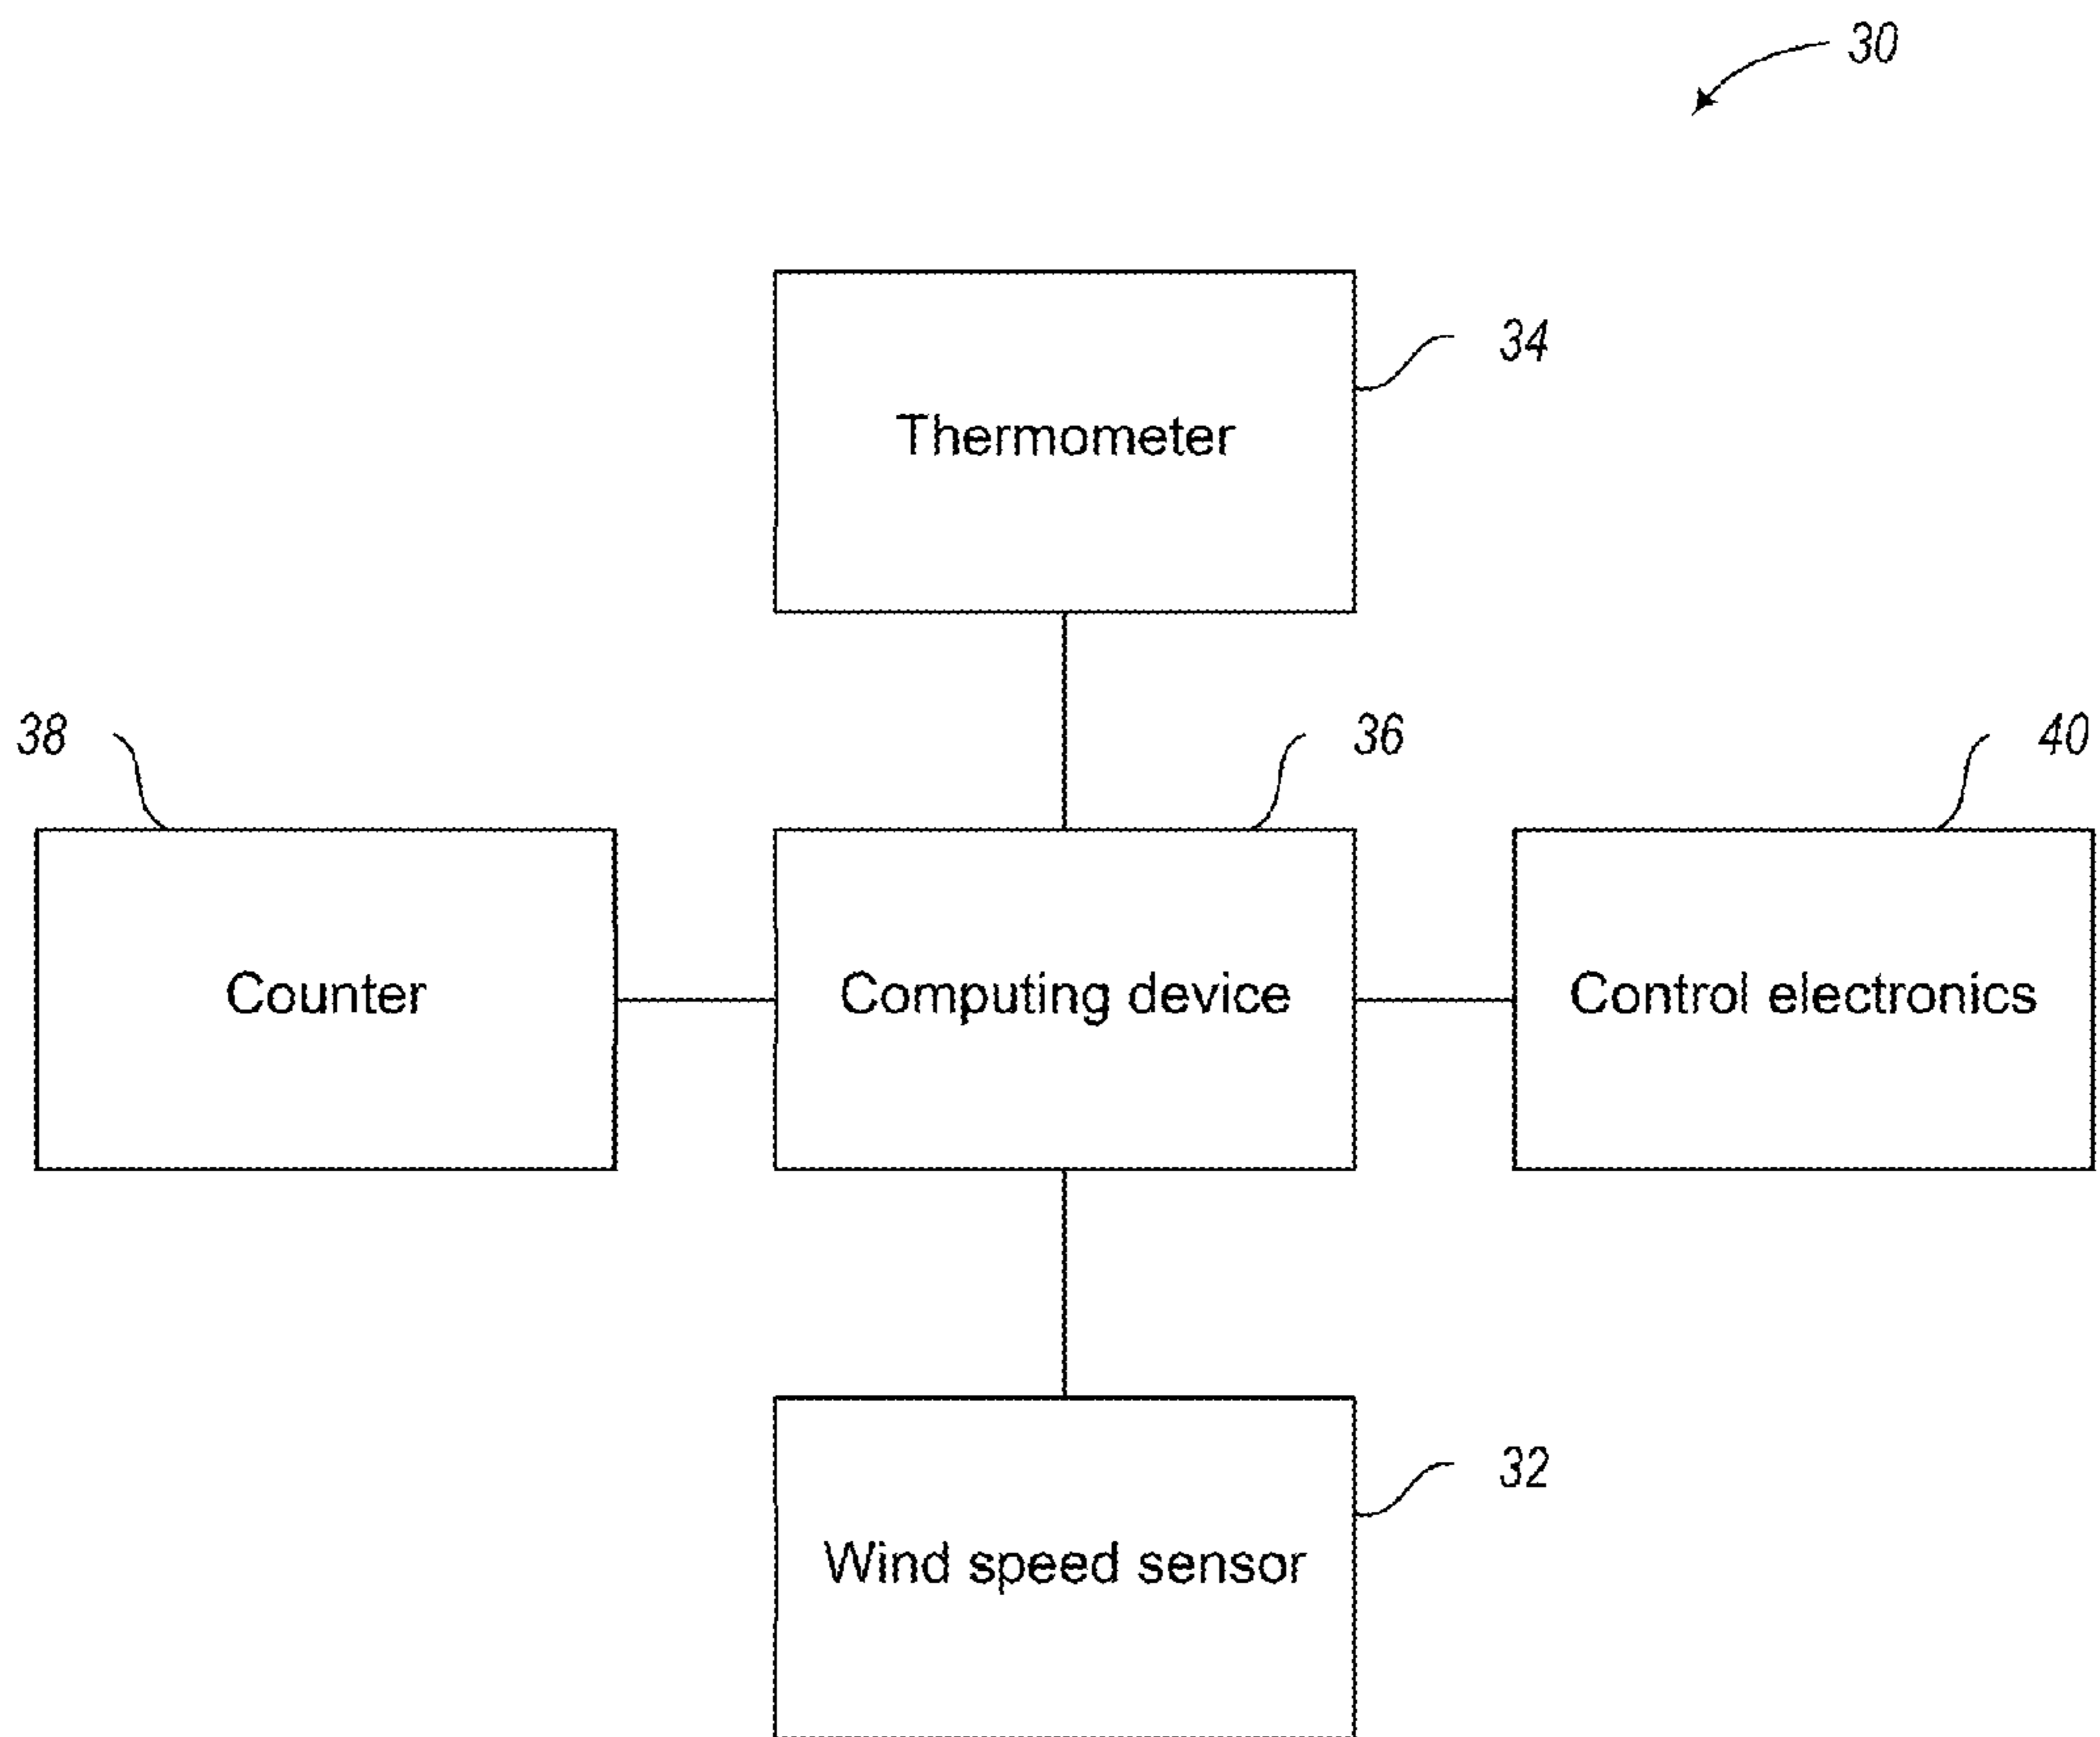 30
34
Thermometer
38
36
40
Counter
Computing device
Control electronics
32
Wind speed sensor